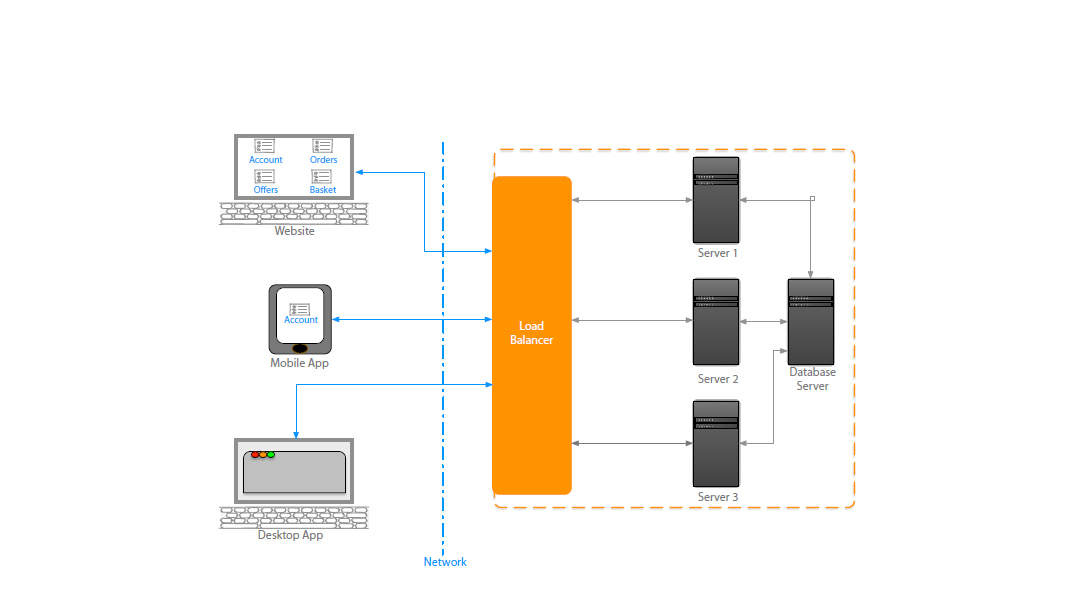 Account
Orders
Offers
Basket
Website
Account
Mobile App
Desktop App
Network
Load
Balancer
Server 1
Server 2
Server 3
Database
Server